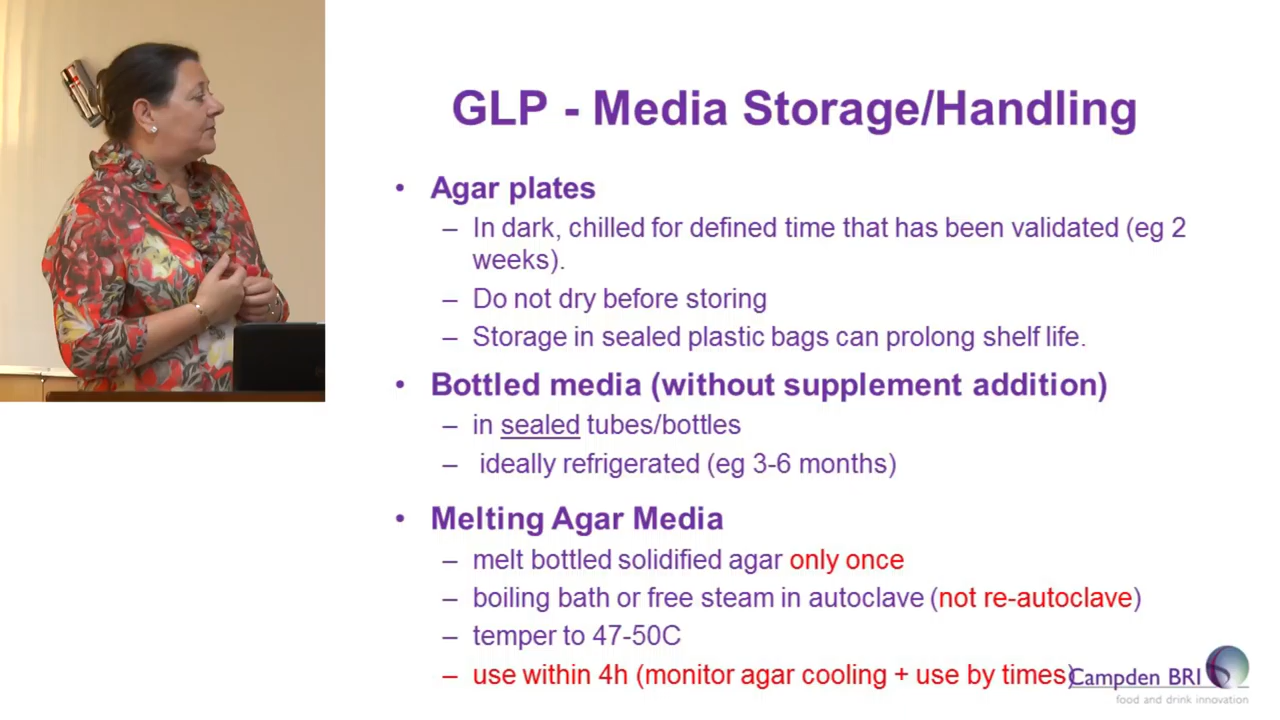 GLP - Media Storage/Handling
• Agar plates
– In dark, chilled for defined time that has been validated (eg 2
weeks).
– Do not dry before storing
– Storage in sealed plastic bags can prolong shelf life.
• Bottled media (without supplement addition)
– in sealed tubes/bottles
– ideally refrigerated (eg 3-6 months)
• Melting Agar Media
– melt bottled solidified agar only once
– boiling bath or free steam in autoclave (not re-autoclave)
– temper to 47-50C
– use within 4h (monitor agar cooling + use by times)
Campden BRI
food and drink innovation